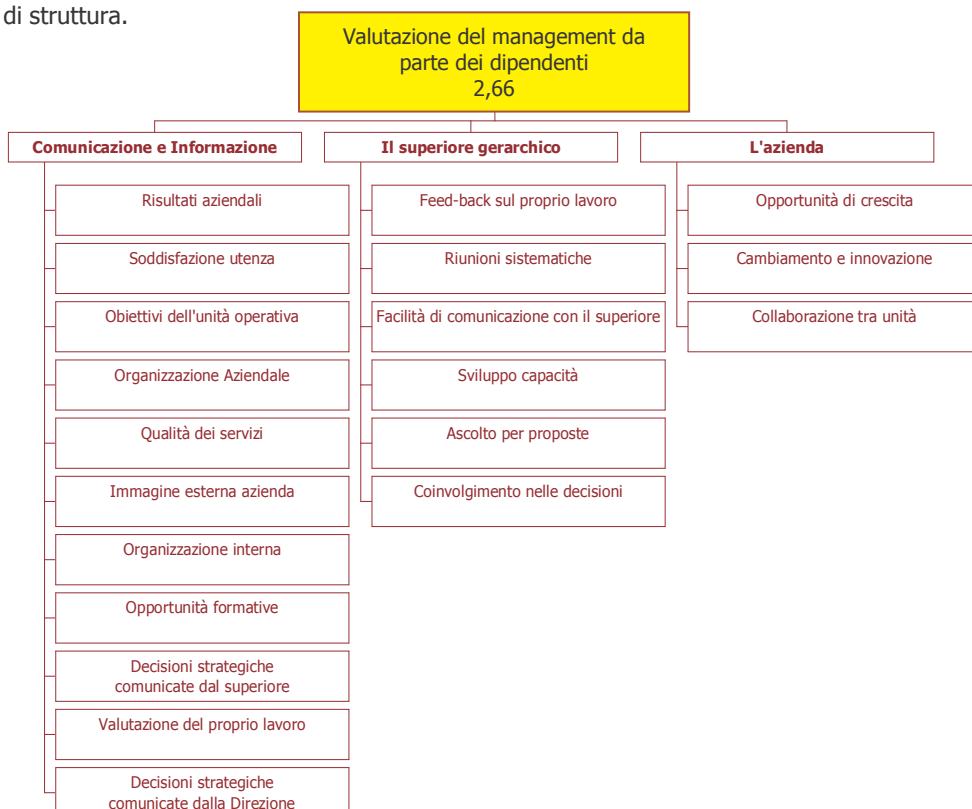 di struttura.
Valutazione del management da
parte dei dipendenti
2,66
Comunicazione e Informazione
Risultati aziendali
Soddisfazione utenza
Obiettivi dell'unità operativa
Organizzazione Aziendale
Qualità dei servizi
Immagine esterna azienda
Organizzazione interna
Opportunità formative
Decisioni strategiche
comunicate dal superiore
Valutazione del proprio lavoro
Decisioni strategiche
comunicate dalla Direzione
Il superiore gerarchico
Feed-back sul proprio lavoro
Riunioni sistematiche
Facilità di comunicazione con il superiore
Sviluppo capacità
Ascolto per proposte
Coinvolgimento nelle decisioni
L'azienda
Opportunità di crescita
Cambiamento e innovazione
Collaborazione tra unità